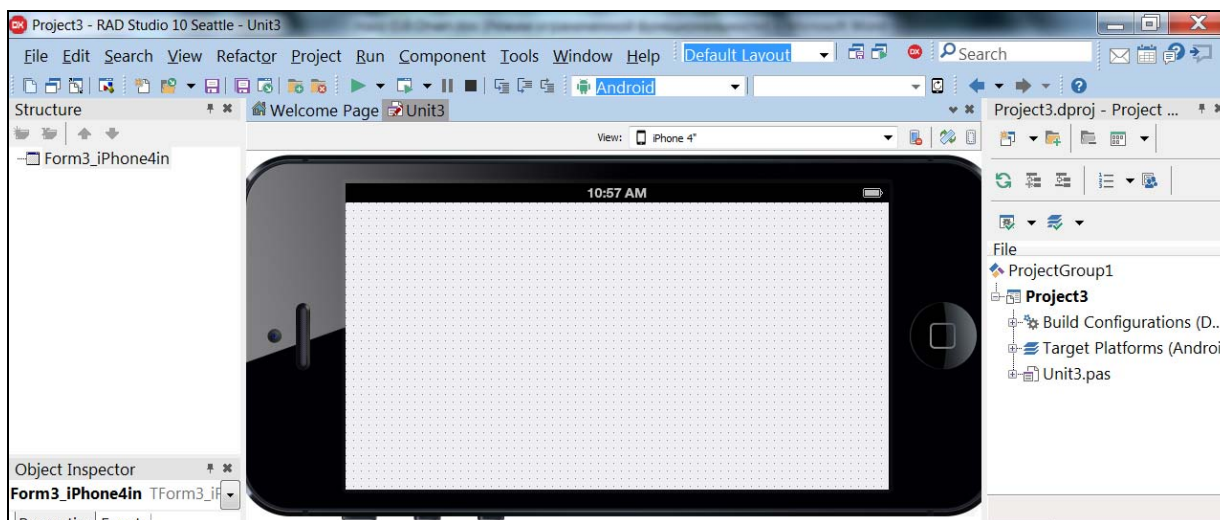 Project3 - RAD Studio 10 Seattle - Unit3
File Edit Search View Refactor Project Run Component Tools Window Help Default Layout Search
Android
Structure
Welcome Page Unit3
Project3.dproj - Project ...
View: iPhone 4"
Form3_iPhone4in
10:57 AM
File
ProjectGroup1
Project3
Build Configurations (D...
Target Platforms (Androi
Unit3.pas
Object Inspector
Form3_iPhone4in TForm3_iF